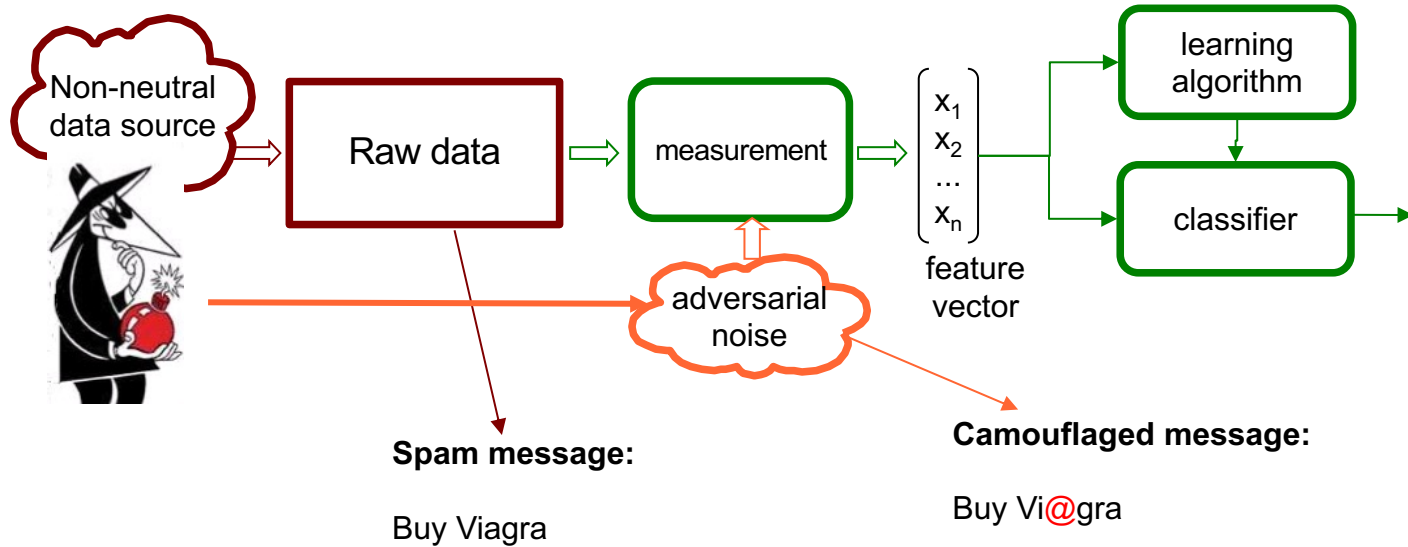 Non-neutral
data source
Raw data
measurement
x1
x2
...
xn
feature
vector
learning
algorithm
classifier
adversarial
noise
Spam message:
Buy Viagra
Camouflaged message:
Buy Vi@gra